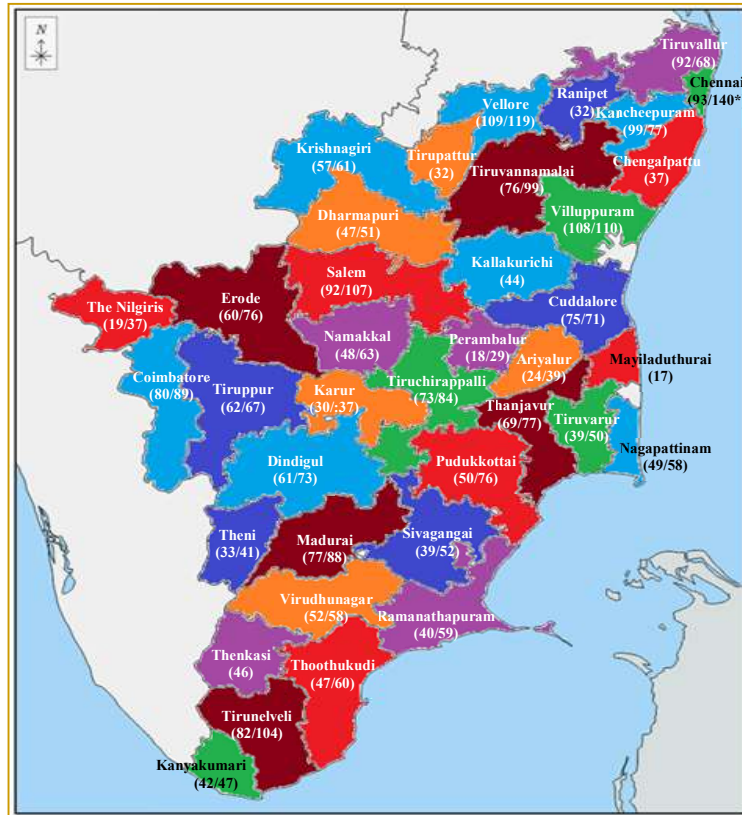 N
Tiruvallur
(92/68)
Chennai
(93/140*
Ranipet
(32)
Vellore
(109/119)
Kancheepuram
(99/77)
Krishnagiri
(57/61)
Tirupattur
(32)
Tiruvannamalai
(76/99)
Chengalpattu
(37)
Dharmapuri
(47/51)
Villuppuram
(108/110)
Kallakurichi
(44)
Salem
(92/107)
Erode
(60/76)
The Nilgiris
(19/37)
Cuddalore
(75/71)
Namakkal
(48/63)
Perambalur
(18/29)
Ariyalur
(24/39)
Mayiladuthurai
(17)
Coimbatore
(80/89)
Tiruppur
(62/67)
Karur
(30/:37)
Tiruchirappalli
(73/84)
Thanjavur
(69/77)
Tiruvarur
(39/50)
Nagapattinam
(49/58)
Dindigul
(61/73)
Pudukkottai
(50/76)
Theni
(33/41)
Madurai
(77/88)
Sivagangai
(39/52)
Virudhunagar
(52/58)
Ramanathapuram
(40/59)
Thenkasi
(46)
Thoothukudi
(47/60)
Tirunelveli
(82/104)
Kanyakumari
(42/47)